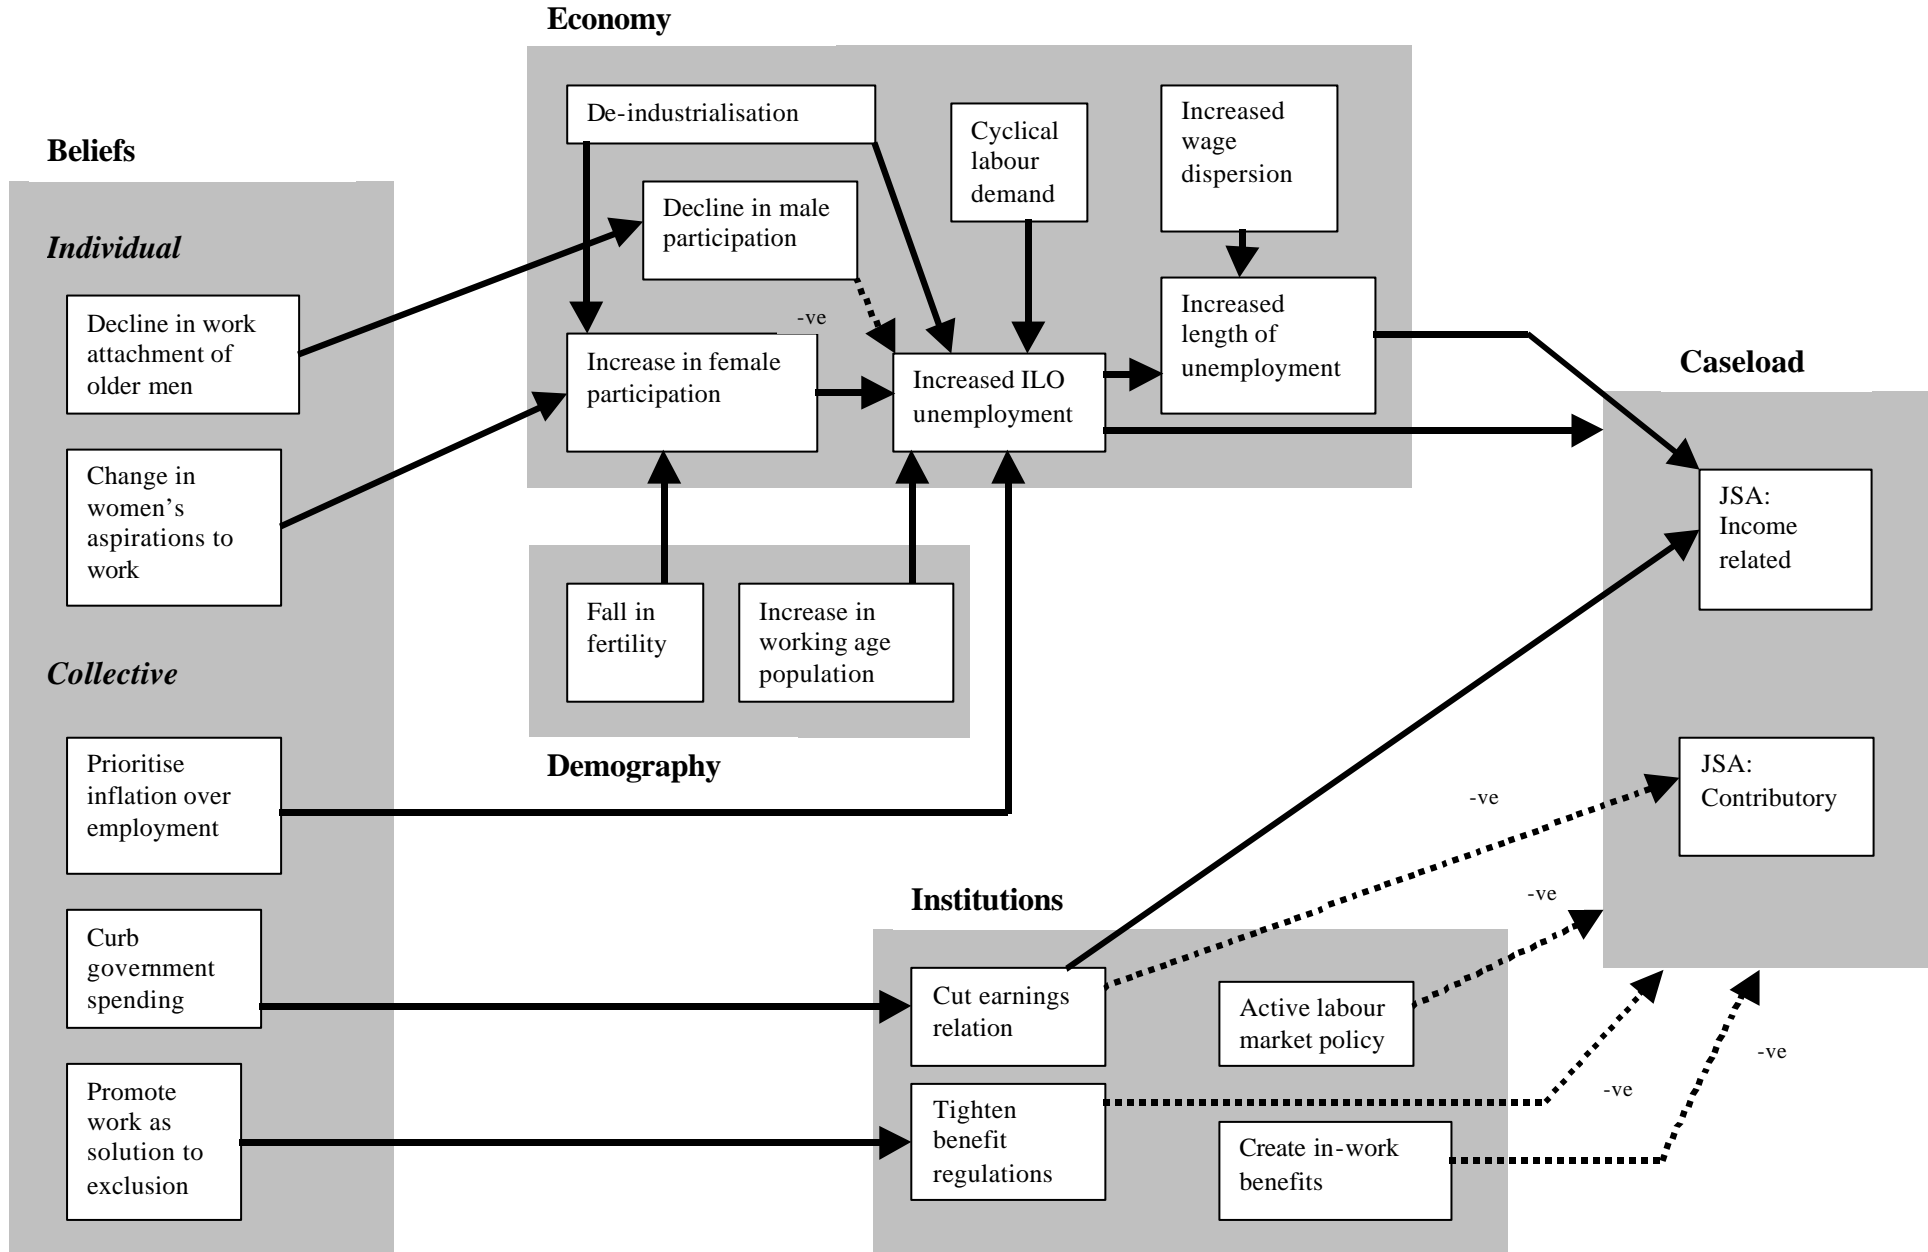 Economy
De-industrialisation
Cyclical
labour
demand
Increased
wage
dispersion
Decline in male
participation
-ve
Increase in female
participation
Increased ILO
unemployment
Increased
length of
unemployment
Beliefs
Individual
Decline in work
attachment of
older men
Change in
women’s
aspirations to
work
Collective
Prioritise
inflation over
employment
Curb
government
spending
Promote
work as
solution to
exclusion
Fall in
fertility
Increase in
working age
population
Demography
Institutions
Cut earnings
relation
Active labour
market policy
Tighten
benefit
regulations
Create in-work
benefits
-ve
-ve
-ve
-ve
Caseload
JSA:
Income
related
JSA:
Contributory